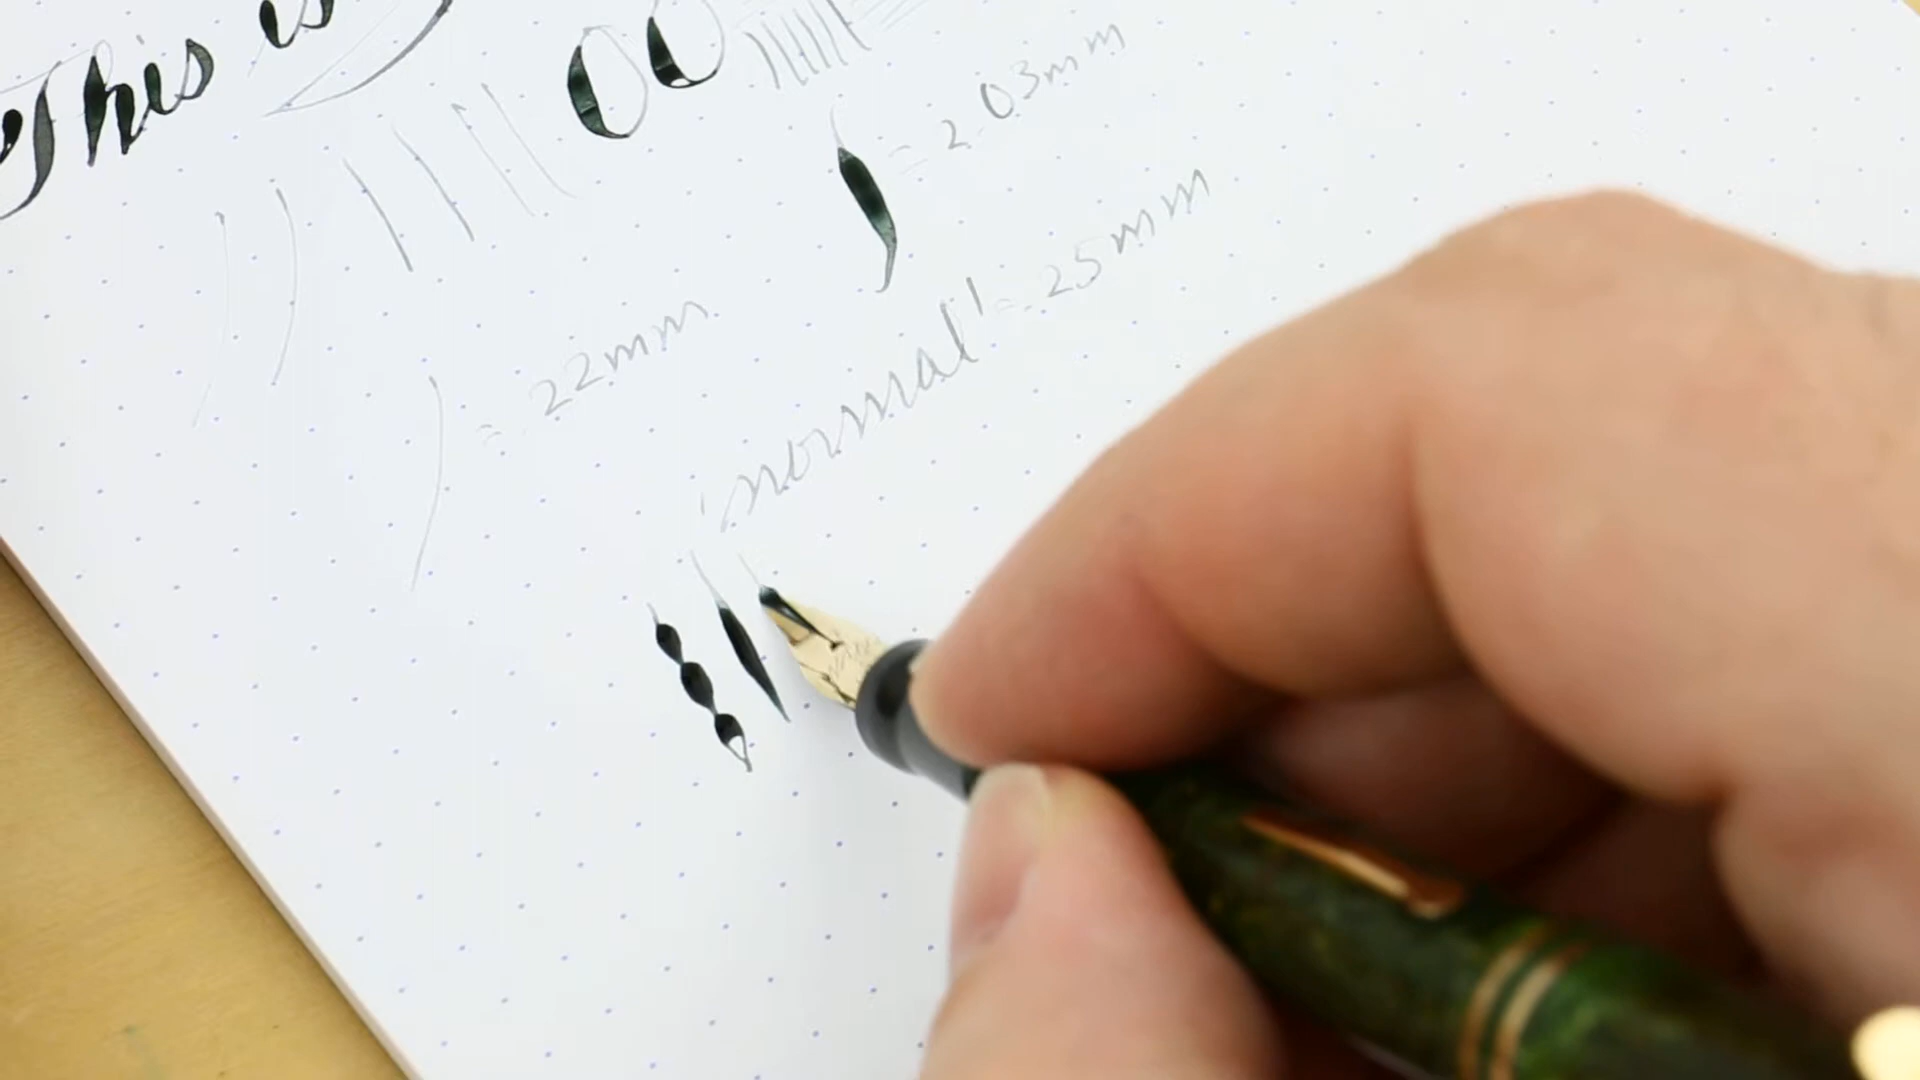 This is
OO
= 2.03mm
'normal' = .25mm
= .22mm